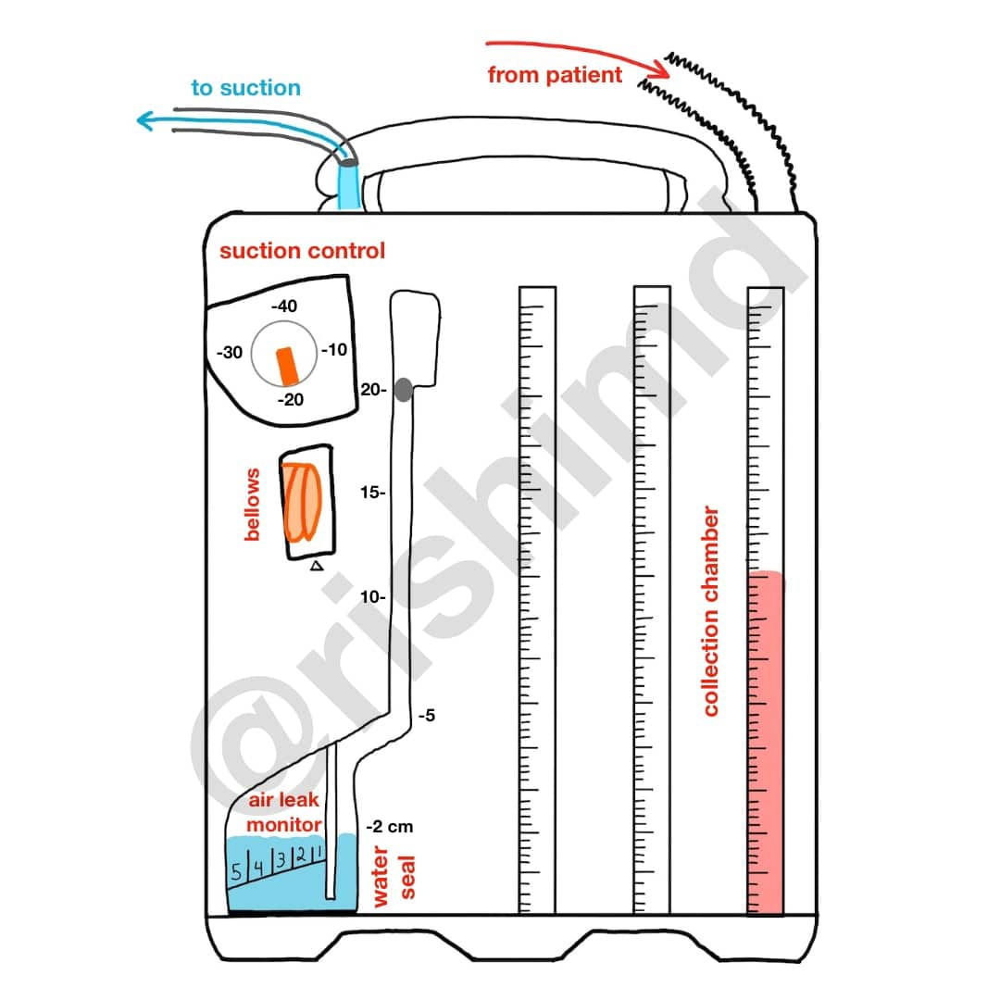 from patient
to suction
suction control
-40
-30
-10
-20
20-
bellows
15-
10-
collection chamber
-5
air leak
monitor
-2 cm
5 4 3 2 1
water
seal
@rishimd